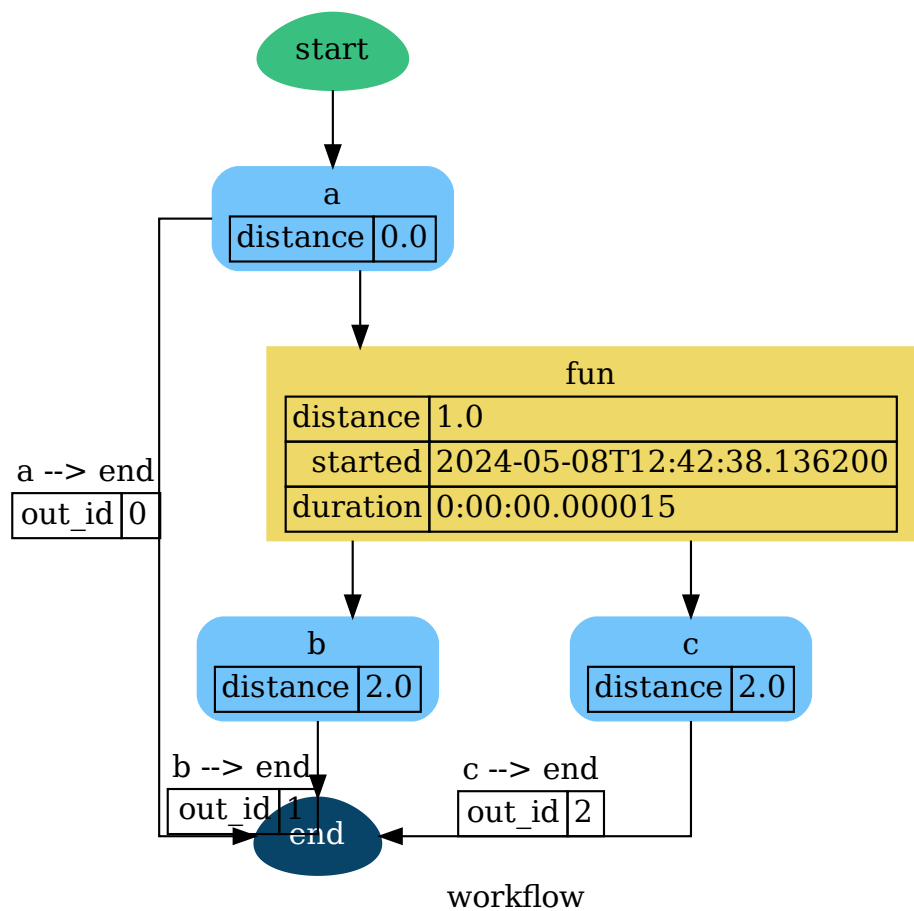 start
a
distance 0.0
fun
distance 1.0
started 2024-05-08T12:42:38.136200
duration 0:00:00.000015
a --> end
out_id 0
b
distance 2.0
c
distance 2.0
b --> end
out_id 1
c --> end
out_id 2
end
workflow